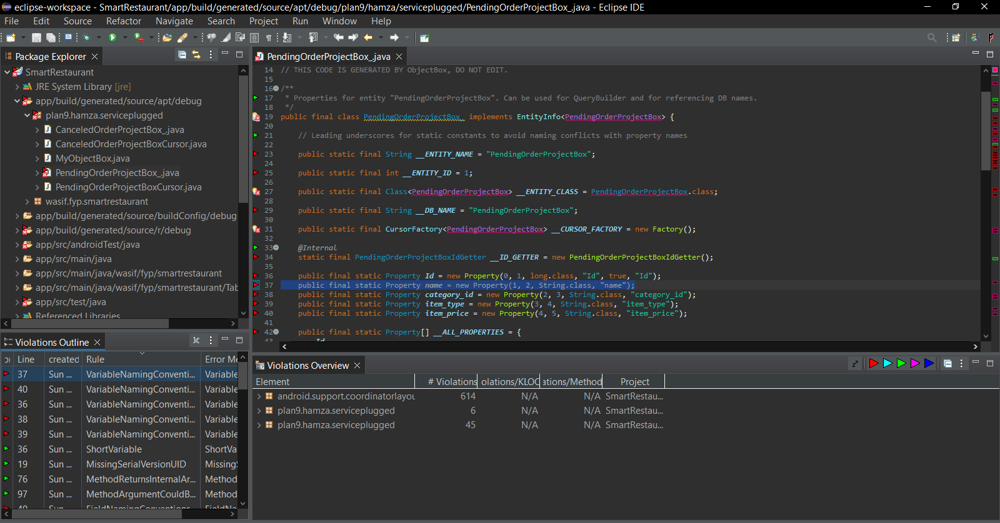 eclipse-workspace - SmartRestaurant/app/build/generated/source/apt/debug/plan9/hamza/serviceplugged/PendingOrderProjectBox_.java - Eclipse IDE
File Edit Source Refactor Navigate Search Project Run Window Help
Package Explorer
SmartRestaurant
JRE System Library [jre]
app/build/generated/source/apt/debug
plan9.hamza.serviceplugged
CanceledOrderProjectBox_.java
CanceledOrderProjectBoxCursor.java
MyObjectBox.java
PendingOrderProjectBox_.java
PendingOrderProjectBoxCursor.java
wasif.fyp.smartrestaurant
app/build/generated/source/buildConfig/debug
app/build/generated/source/r/debug
app/src/androidTest/java
app/src/main/java
app/src/main/java/wasif/fyp/smartrestaurant
app/src/main/java/wasif/fyp/smartrestaurant/Tab
app/src/test/java
Referenced Libraries
PendingOrderProjectBox_.java
14 // THIS CODE IS GENERATED BY ObjectBox, DO NOT EDIT.
15
16 /**
17 * Properties for entity "PendingOrderProjectBox". Can be used for QueryBuilder and for referencing DB names.
18 */
19 public final class PendingOrderProjectBox_ implements EntityInfo<PendingOrderProjectBox> {
20
21 // Leading underscores for static constants to avoid naming conflicts with property names
22
23 public static final String __ENTITY_NAME = "PendingOrderProjectBox";
24
25 public static final int __ENTITY_ID = 1;
26
27 public static final Class<PendingOrderProjectBox> __ENTITY_CLASS = PendingOrderProjectBox.class;
28
29 public static final String __DB_NAME = "PendingOrderProjectBox";
30
31 public static final CursorFactory<PendingOrderProjectBox> __CURSOR_FACTORY = new Factory();
32
33 @Internal
34 static final PendingOrderProjectBoxIdGetter __ID_GETTER = new PendingOrderProjectBoxIdGetter();
35
36 public final static Property Id = new Property(0, 1, long.class, "Id", true, "Id");
37 public final static Property name = new Property(1, 2, String.class, "name");
38 public final static Property category_id = new Property(2, 3, String.class, "category_id");
39 public final static Property item_type = new Property(3, 4, String.class, "item_type");
40 public final static Property item_price = new Property(4, 5, String.class, "item_price");
41
42 public final static Property[] __ALL_PROPERTIES = {
43 Id
Violations Outline
Line created Rule Error Me
37 Sun ... VariableNamingConventi... Variable
40 Sun ... VariableNamingConventi... Variable
36 Sun ... VariableNamingConventi... Variable
38 Sun ... VariableNamingConventi... Variable
39 Sun ... VariableNamingConventi... Variable
36 Sun ... ShortVariable ShortVa
19 Sun ... MissingSerialVersionUID Missing
76 Sun ... MethodReturnsInternalAr... Method
97 Sun ... MethodArgumentCouldB... Method
40 Sun ... FieldNamingConventions FieldNa
Violations Overview
Element # Violations olations/KLOC ations/Method Project
android.support.coordinatorlayou 614 N/A N/A SmartRestau...
plan9.hamza.serviceplugged 6 N/A N/A SmartRestau...
plan9.hamza.serviceplugged 45 N/A N/A SmartRestau...